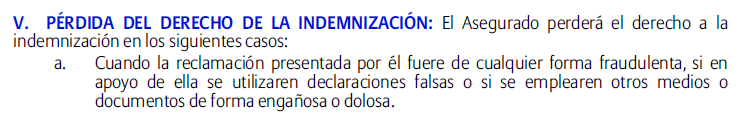 V. PÉRDIDA DEL DERECHO DE LA INDEMNIZACIÓN: El Asegurado perderá el derecho a la
indemnización en los siguientes casos:
a. Cuando la reclamación presentada por él fuere de cualquier forma fraudulenta, si en
apoyo de ella se utilizaren declaraciones falsas o si se emplearen otros medios o
documentos de forma engañosa o dolosa.